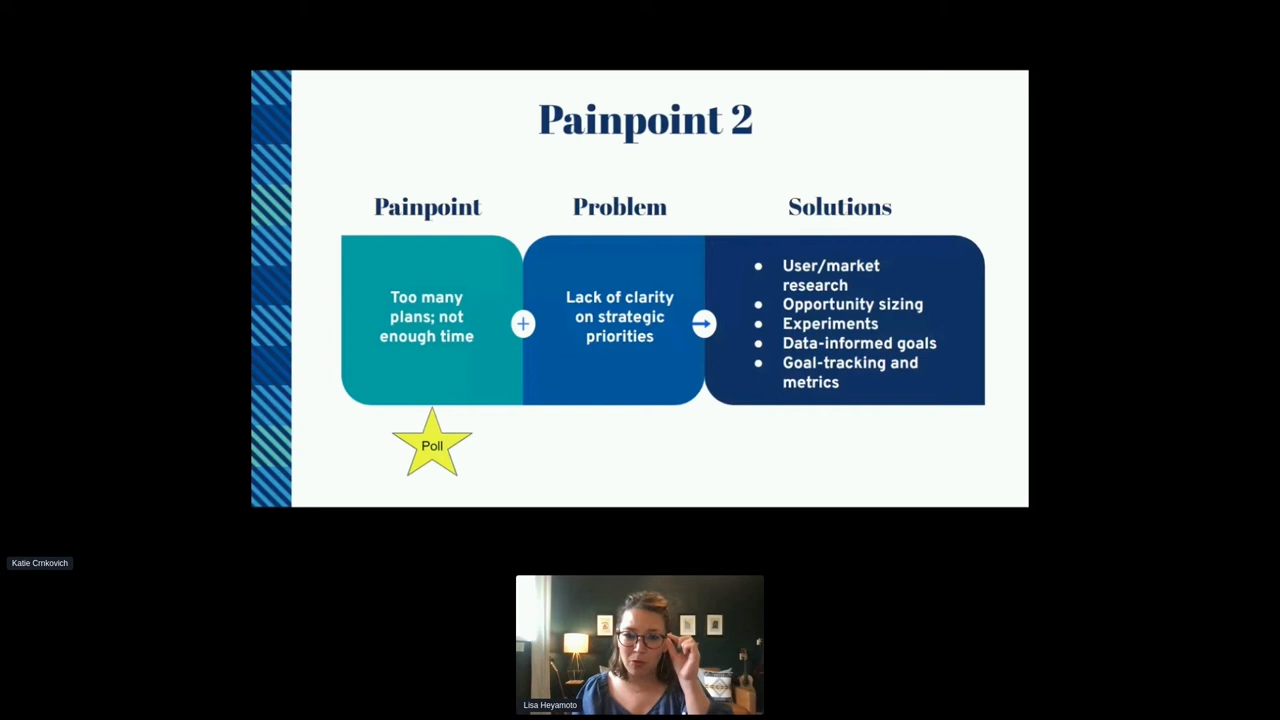 Painpoint 2
Painpoint
Problem
Solutions
Too many
plans; not
enough time
Lack of clarity
on strategic
priorities
● User/market
research
● Opportunity sizing
● Experiments
● Data-informed goals
● Goal-tracking and
metrics
Poll
Katie Crnkovich
Lisa Heyamoto